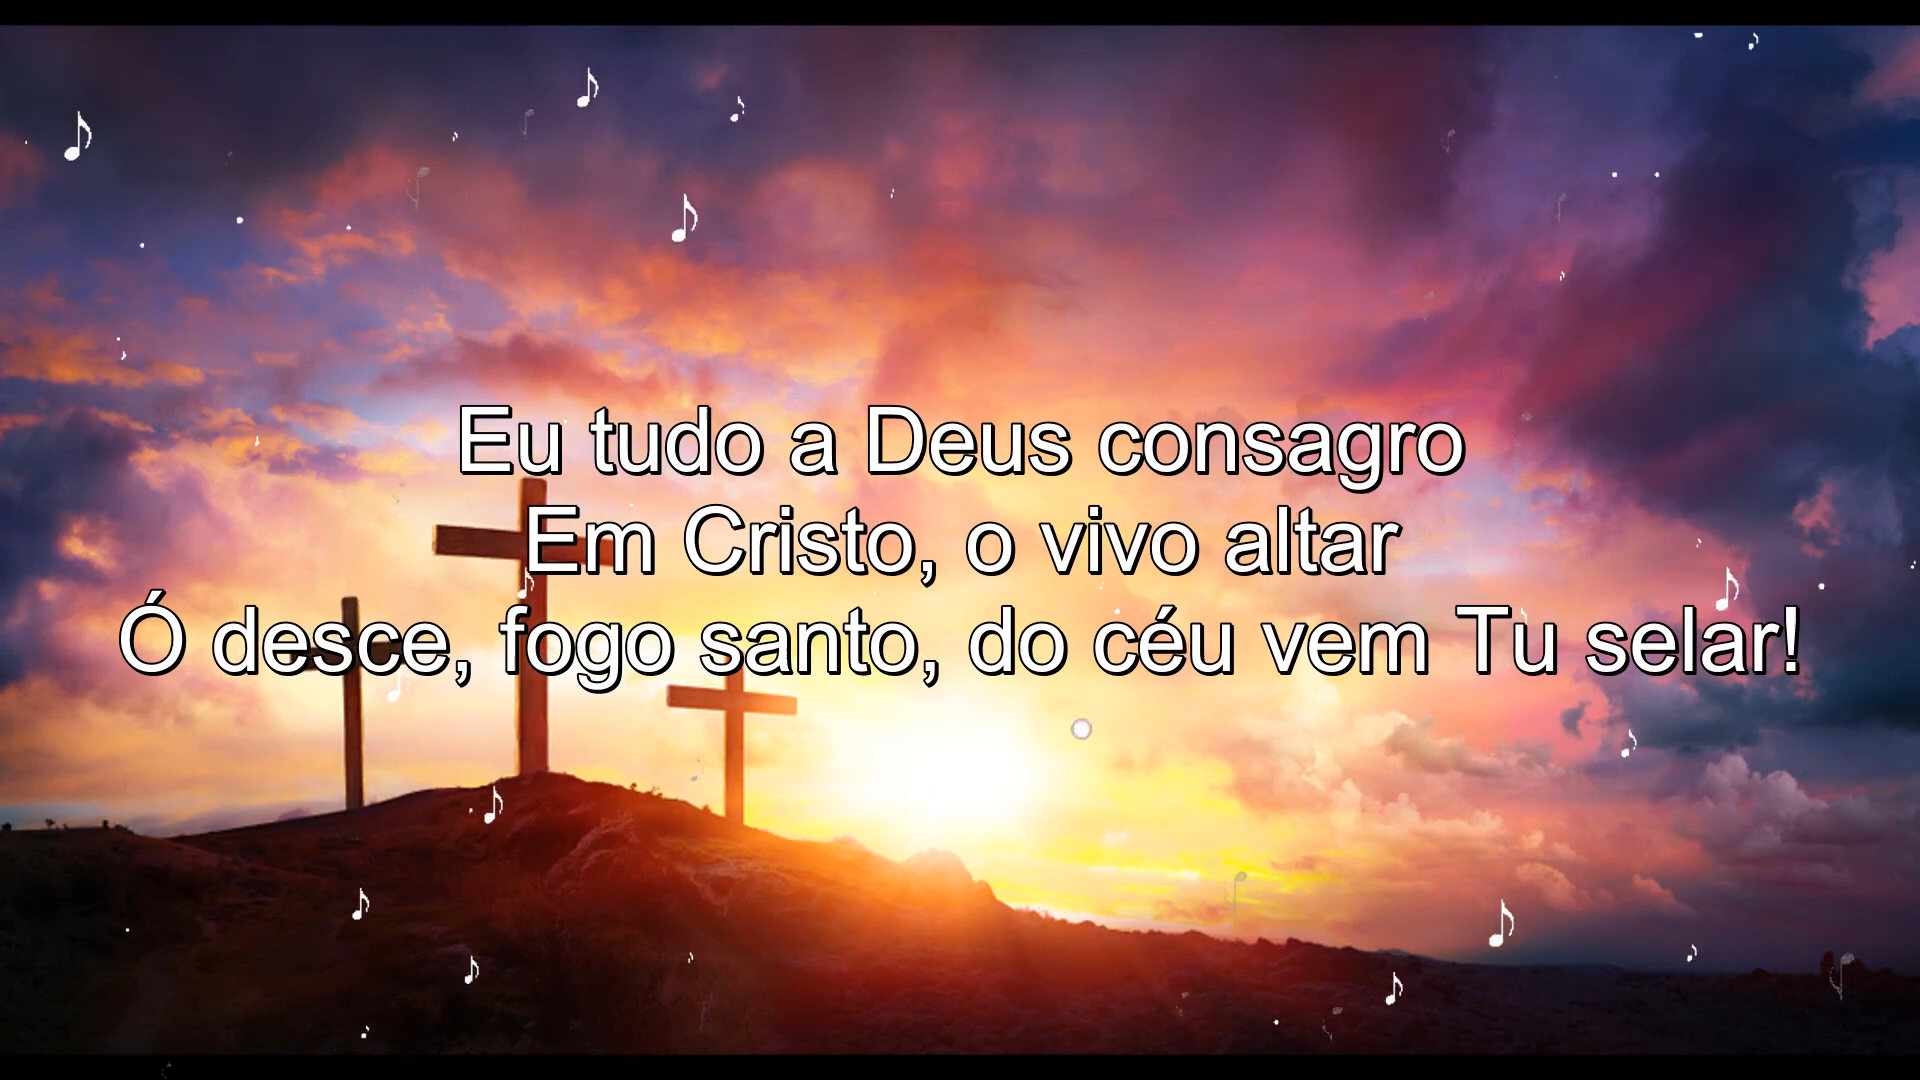 Eu tudo a Deus consagro
Em Cristo, o vivo altar
Ó desce, fogo santo, do céu vem Tu selar!